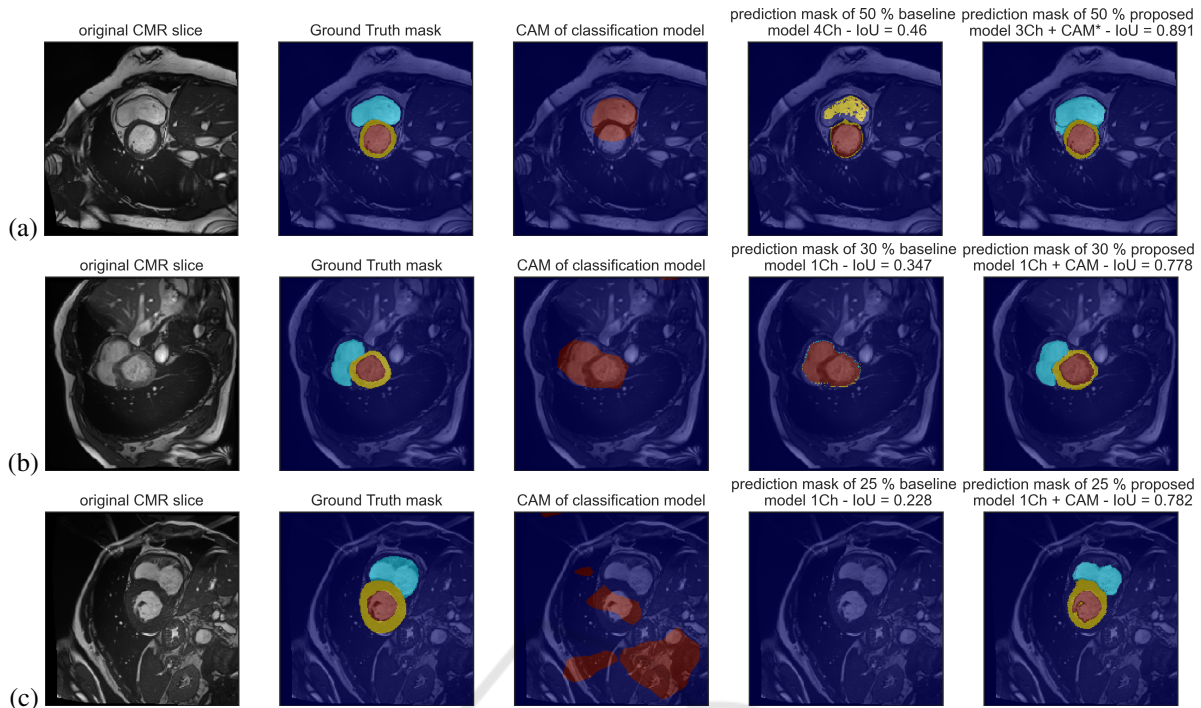 original CMR slice
Ground Truth mask
CAM of classification model
prediction mask of 50 % baseline
model 4Ch - IoU = 0.46
prediction mask of 50 % proposed
model 3Ch + CAM* - IoU = 0.891
(a)
original CMR slice
Ground Truth mask
CAM of classification model
prediction mask of 30 % baseline
model 1Ch - IoU = 0.347
prediction mask of 30 % proposed
model 1Ch + CAM - IoU = 0.778
(b)
original CMR slice
Ground Truth mask
CAM of classification model
prediction mask of 25 % baseline
model 1Ch - IoU = 0.228
prediction mask of 25 % proposed
model 1Ch + CAM - IoU = 0.782
(c)